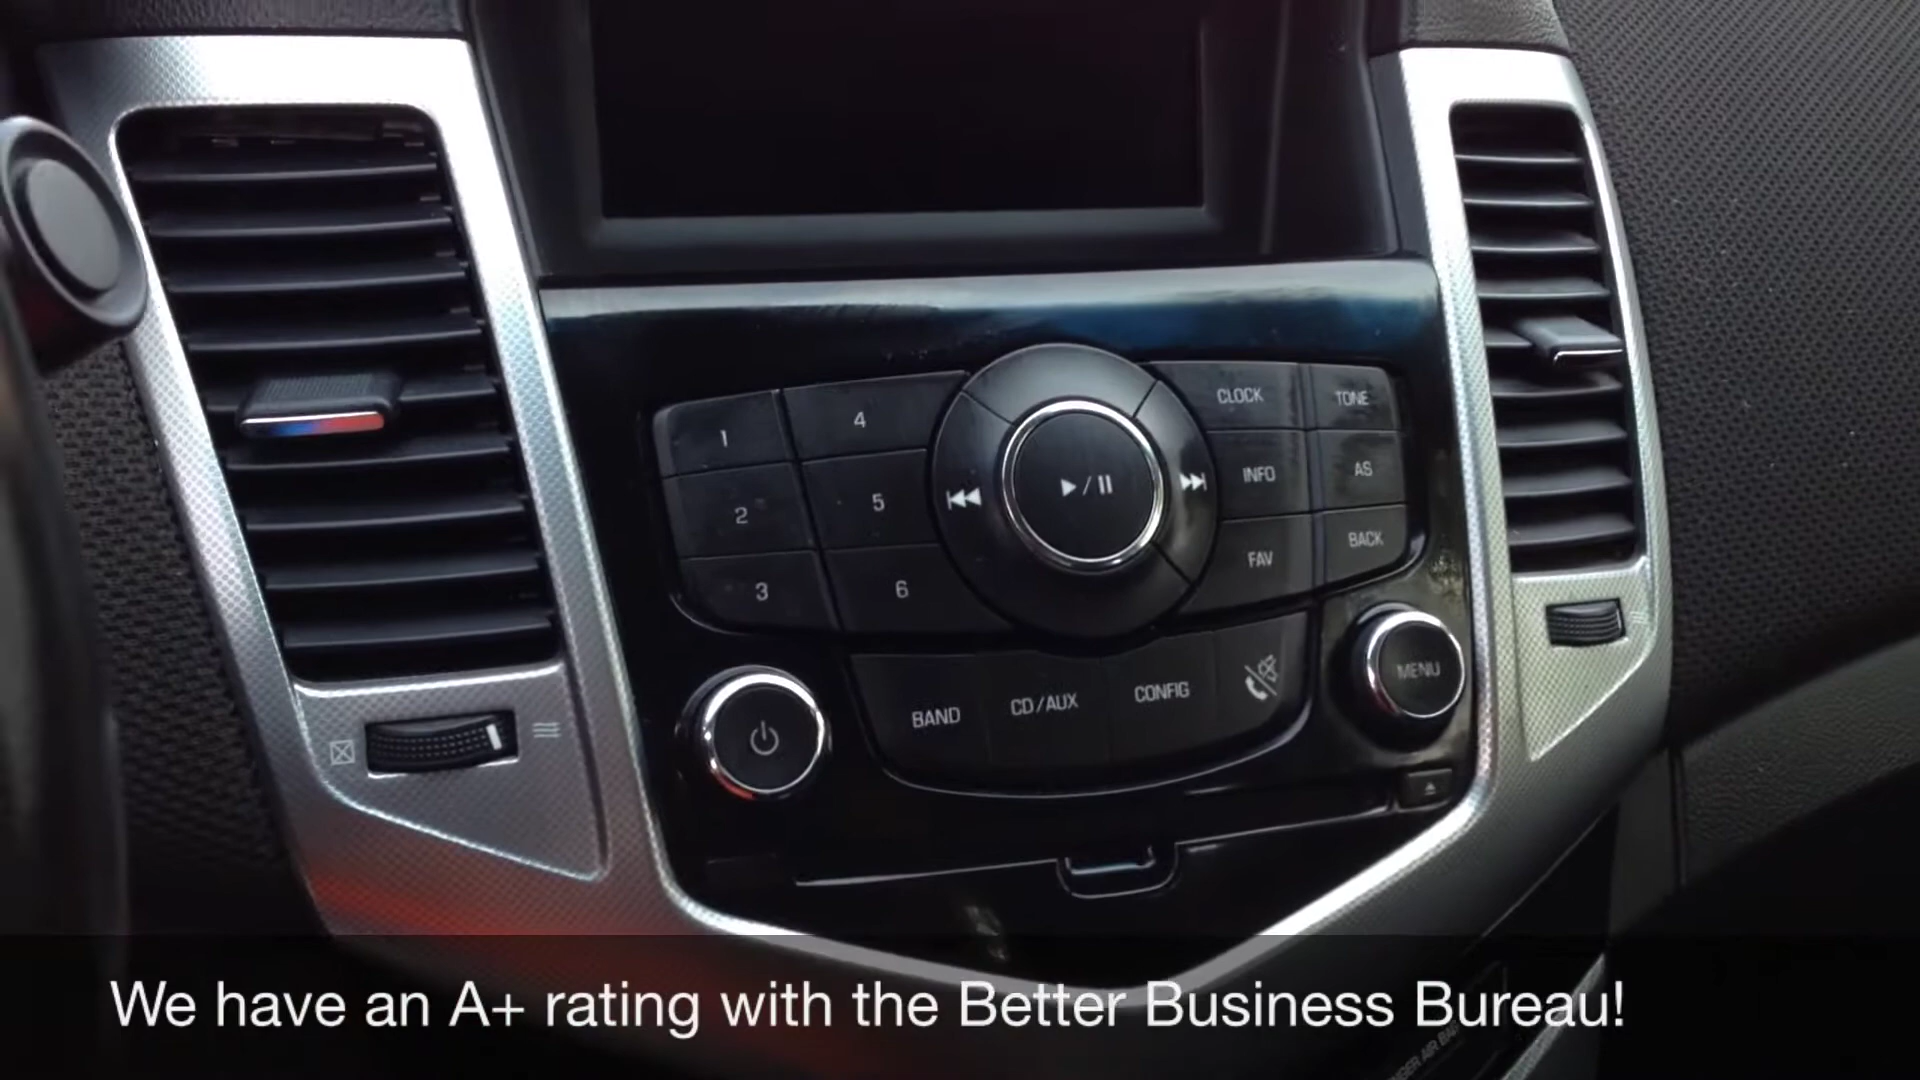 1
4
CLOCK
TONE
2
5
▶/II
INFO
AS
3
6
FAV
BACK
BAND
CD/AUX
CONFIG
MENU
We have an A+ rating with the Better Business Bureau!